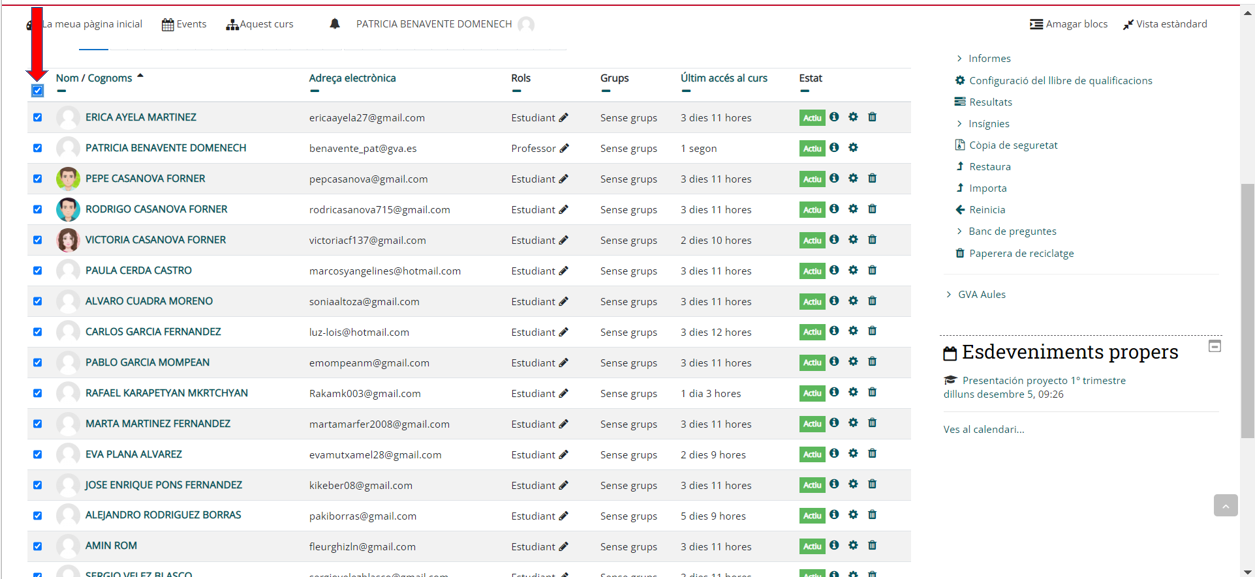 La meua pàgina inicial Events Aquest curs PATRICIA BENAVENTE DOMENECH Amagar blocs Vista estàndard
Nom / Cognoms Adreça electrònica Rols Grups Últim accés al curs Estat
ERICA AYELA MARTINEZ ericaayela27@gmail.com Estudiant Sense grups 3 dies 11 hores Actiu
PATRICIA BENAVENTE DOMENECH benavente_pat@gva.es Professor Sense grups 1 segon Actiu
PEPE CASANOVA FORNER pepcasanova@gmail.com Estudiant Sense grups 3 dies 11 hores Actiu
RODRIGO CASANOVA FORNER rodricasanova715@gmail.com Estudiant Sense grups 3 dies 11 hores Actiu
VICTORIA CASANOVA FORNER victoriacf137@gmail.com Estudiant Sense grups 2 dies 10 hores Actiu
PAULA CERDA CASTRO marcosyangelines@hotmail.com Estudiant Sense grups 3 dies 11 hores Actiu
ALVARO CUADRA MORENO soniaaltoza@gmail.com Estudiant Sense grups 3 dies 11 hores Actiu
CARLOS GARCIA FERNANDEZ luz-lois@hotmail.com Estudiant Sense grups 3 dies 12 hores Actiu
PABLO GARCIA MOMPEAN emompeanm@gmail.com Estudiant Sense grups 3 dies 11 hores Actiu
RAFAEL KARAPETYAN MKRTCHYAN Rakamk003@gmail.com Estudiant Sense grups 1 dia 3 hores Actiu
MARTA MARTINEZ FERNANDEZ martamarfer2008@gmail.com Estudiant Sense grups 3 dies 11 hores Actiu
EVA PLANA ALVAREZ evamutxamel28@gmail.com Estudiant Sense grups 2 dies 9 hores Actiu
JOSE ENRIQUE PONS FERNANDEZ kikeber08@gmail.com Estudiant Sense grups 3 dies 11 hores Actiu
ALEJANDRO RODRIGUEZ BORRAS pakiborras@gmail.com Estudiant Sense grups 5 dies 9 hores Actiu
AMIN ROM fleurghizln@gmail.com Estudiant Sense grups 3 dies 11 hores Actiu
SERGIO VELEZ BLASCO sergiovelezblasco@gmail.com Estudiant Sense grups 3 dies 11 hores Actiu
Informes
Configuració del llibre de qualificacions
Resultats
Insígnies
Còpia de seguretat
Restaura
Importa
Reinicia
Banc de preguntes
Paperera de reciclatge
GVA Aules
Esdeveniments propers
Presentación proyecto 1º trimestre
dilluns desembre 5, 09:26
Ves al calendari...